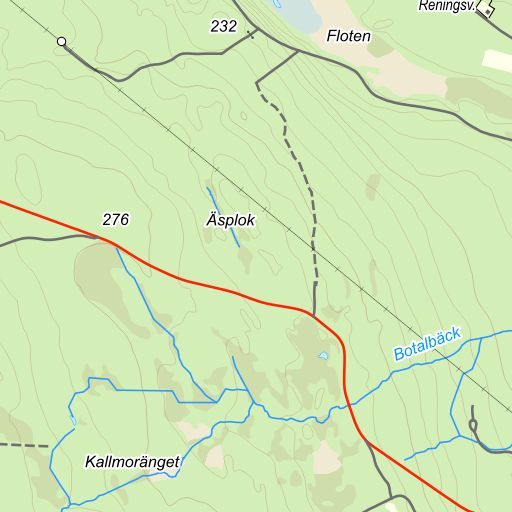 Reningsv.
232
Floten
276
Äsplok
Botalbäck
Kallmoränget